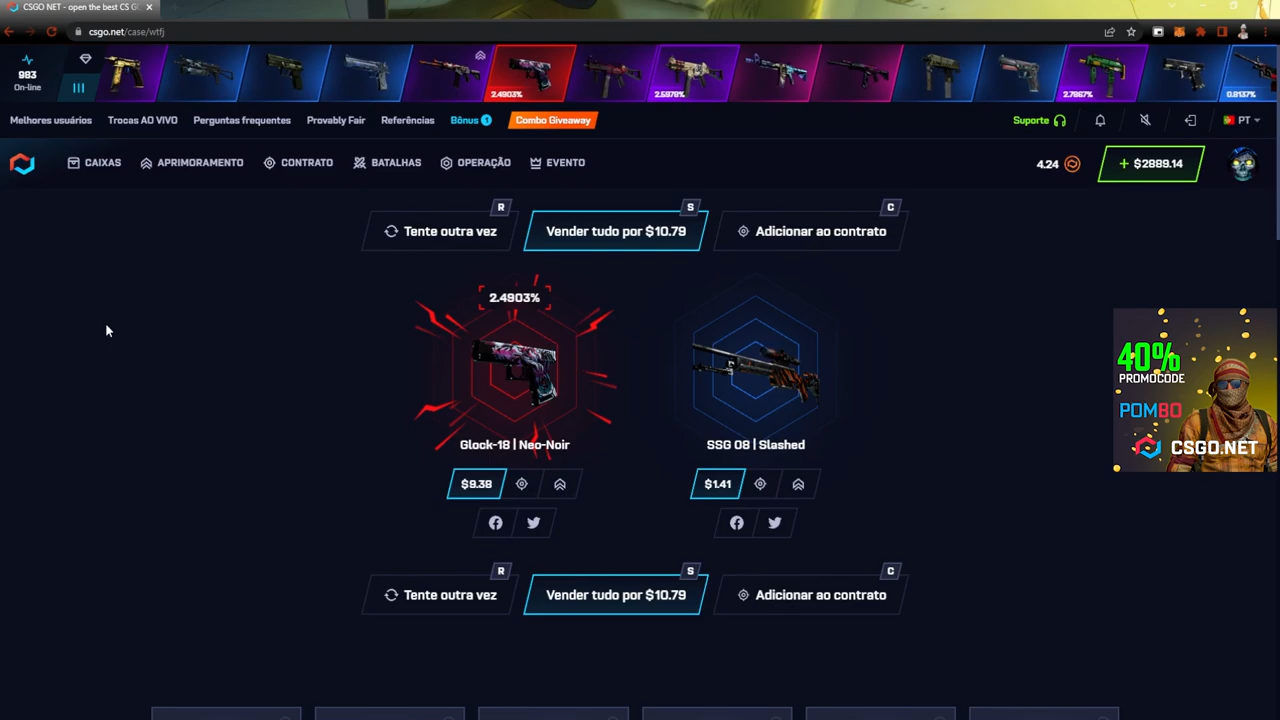 CSGO NET - open the best CS G
csgo.net/case/wtfj
983
On-line
2.4903%
2.5978%
2.7867%
0.8137%
Melhores usuários
Trocas AO VIVO
Perguntas frequentes
Provably Fair
Referências
Bônus 1
Combo Giveaway
Suporte
PT
CAIXAS
APRIMORAMENTO
CONTRATO
BATALHAS
OPERAÇÃO
EVENTO
4.24
+ $2889.14
R
S
C
Tente outra vez
Vender tudo por $10.79
Adicionar ao contrato
2.4903%
Glock-18 | Neo-Noir
SSG 08 | Slashed
$9.38
$1.41
40%
PROMOCODE
POMBO
CSGO.NET
R
S
C
Tente outra vez
Vender tudo por $10.79
Adicionar ao contrato